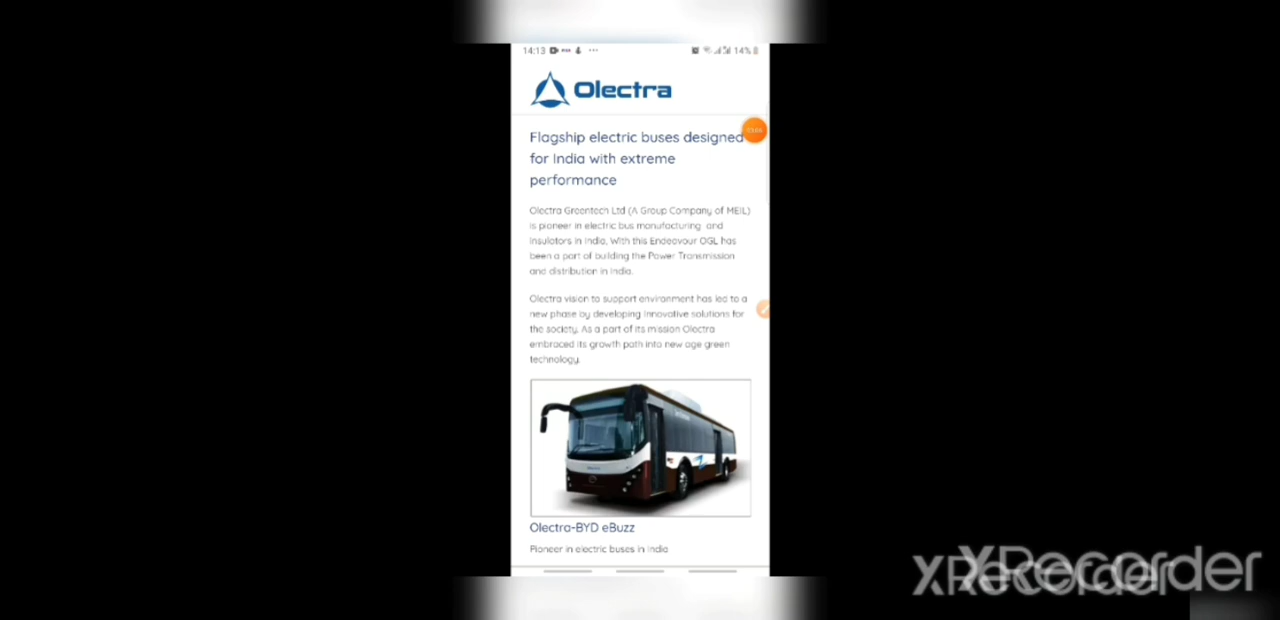 14:13
14%
Olectra
Flagship electric buses designed
for India with extreme
performance
Olectra Greentech Ltd (A Group Company of MEIL)
is pioneer in electric bus manufacturing and
insulators in India, With this Endeavour OGL has
been a part of building the Power Transmission
and distribution in India.
Olectra vision to support environment has led to a
new phase by developing innovative solutions for
the society. As a part of its mission Olectra
embraced its growth path into new age green
technology.
Olectra-BYD eBuzz
Pioneer in electric buses in India
XRecorder
XRecorder